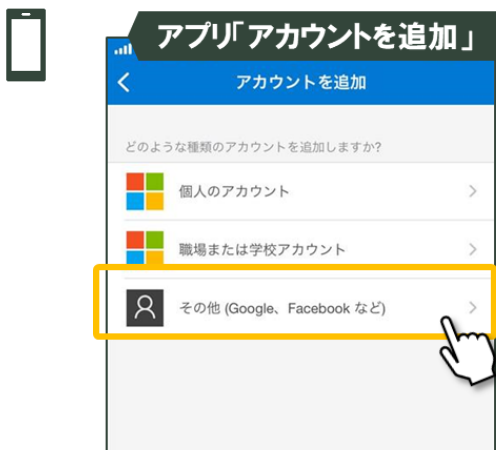 アプリ「アカウントを追加」
アカウントを追加
どのような種類のアカウントを追加しますか?
個人のアカウント
職場または学校アカウント
その他 (Google、Facebook など)